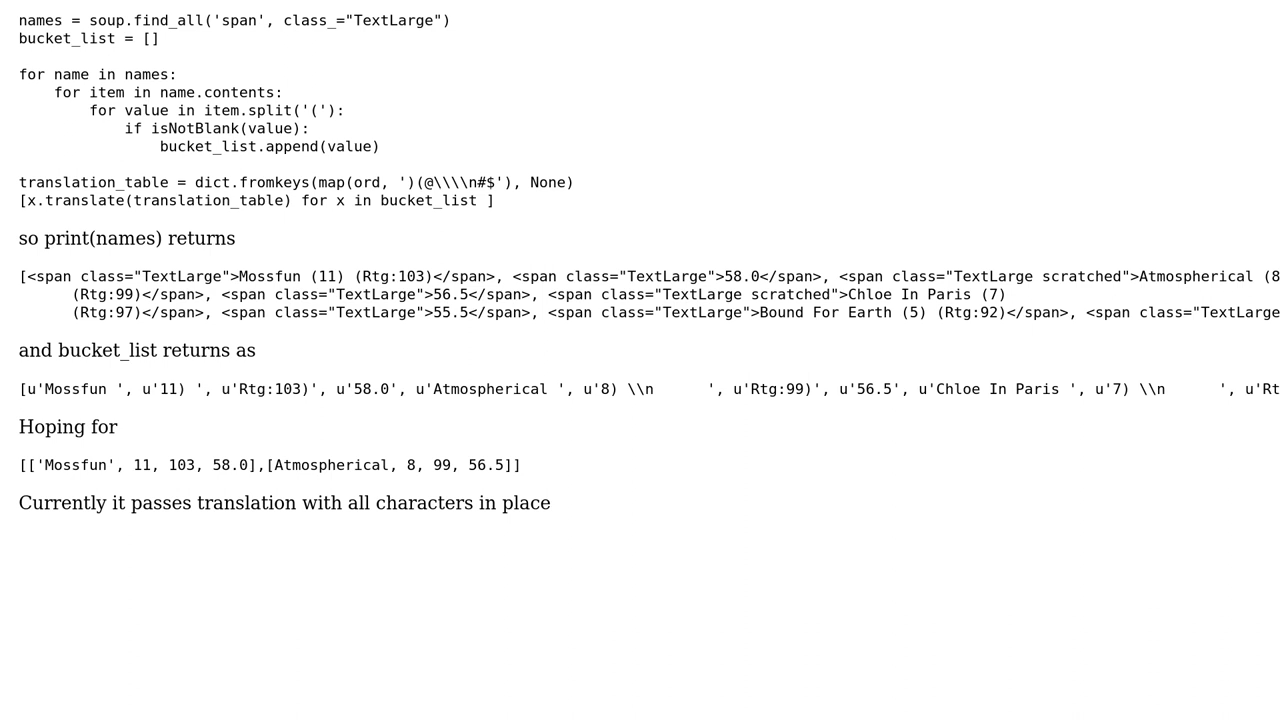 names = soup.find_all('span', class_="TextLarge")
bucket_list = []

for name in names:
    for item in name.contents:
        for value in item.split('('):
            if isNotBlank(value):
                bucket_list.append(value)

translation_table = dict.fromkeys(map(ord, ')(@\\\\n#$'), None)
[x.translate(translation_table) for x in bucket_list ]
so print(names) returns
[<span class="TextLarge">Mossfun (11) (Rtg:103)</span>, <span class="TextLarge">58.0</span>, <span class="TextLarge scratched">Atmospherical (8
      (Rtg:99)</span>, <span class="TextLarge">56.5</span>, <span class="TextLarge scratched">Chloe In Paris (7)
      (Rtg:97)</span>, <span class="TextLarge">55.5</span>, <span class="TextLarge">Bound For Earth (5) (Rtg:92)</span>, <span class="TextLarge
and bucket_list returns as
[u'Mossfun ', u'11) ', u'Rtg:103)', u'58.0', u'Atmospherical ', u'8) \\n      ', u'Rtg:99)', u'56.5', u'Chloe In Paris ', u'7) \\n      ', u'Rt
Hoping for
[['Mossfun', 11, 103, 58.0],[Atmospherical, 8, 99, 56.5]]
Currently it passes translation with all characters in place